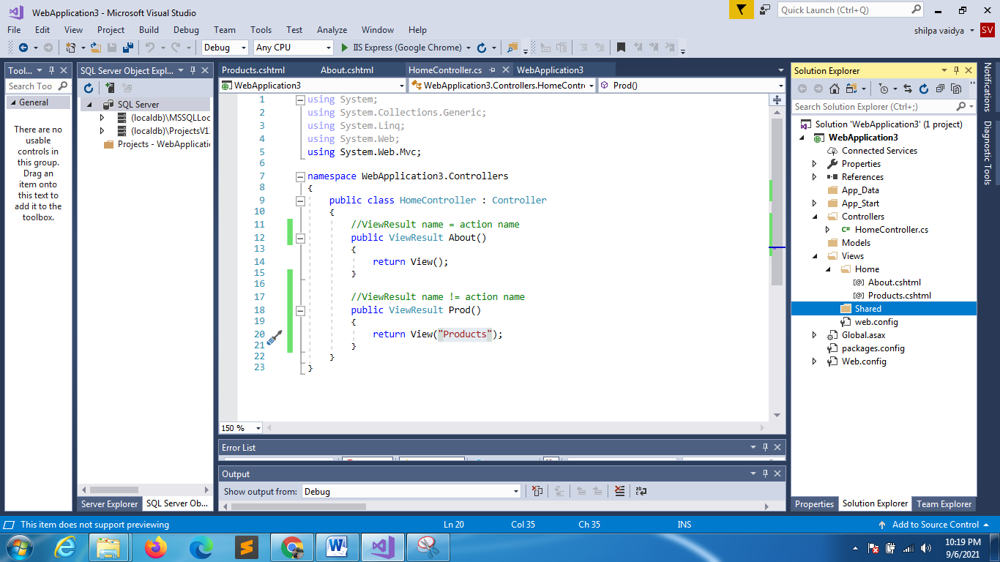 WebApplication3 - Microsoft Visual Studio
Quick Launch (Ctrl+Q)
File Edit View Project Build Debug Team Tools Test Analyze Window Help
shilpa vaidya SV
Debug Any CPU IIS Express (Google Chrome)
Tool...
Search Too
General
There are no
usable
controls in
this group.
Drag an
item onto
this text to
add it to the
toolbox.
SQL Server Object Expl...
SQL Server
(localdb)\MSSQLLoc
(localdb)\ProjectsV1
Projects - WebApplicatio
Server Explorer SQL Server Ob...
Products.cshtml About.cshtml HomeController.cs WebApplication3
WebApplication3 WebApplication3.Controllers.HomeContro Prod()
1 using System;
2 using System.Collections.Generic;
3 using System.Linq;
4 using System.Web;
5 using System.Web.Mvc;
6
7 namespace WebApplication3.Controllers
8 {
9 public class HomeController : Controller
10 {
11 //ViewResult name = action name
12 public ViewResult About()
13 {
14 return View();
15 }
16
17 //ViewResult name != action name
18 public ViewResult Prod()
19 {
20 return View("Products");
21 }
22 }
23 }
150 %
Error List
Output
Show output from: Debug
Solution Explorer
Search Solution Explorer (Ctrl+;)
Solution 'WebApplication3' (1 project)
WebApplication3
Connected Services
Properties
References
App_Data
App_Start
Controllers
C# HomeController.cs
Models
Views
Home
[@] About.cshtml
[@] Products.cshtml
Shared
web.config
Global.asax
packages.config
Web.config
Properties Solution Explorer Team Explorer
Notifications
Diagnostic Tools
This item does not support previewing Ln 20 Col 35 Ch 35 INS Add to Source Control
10:19 PM
9/6/2021